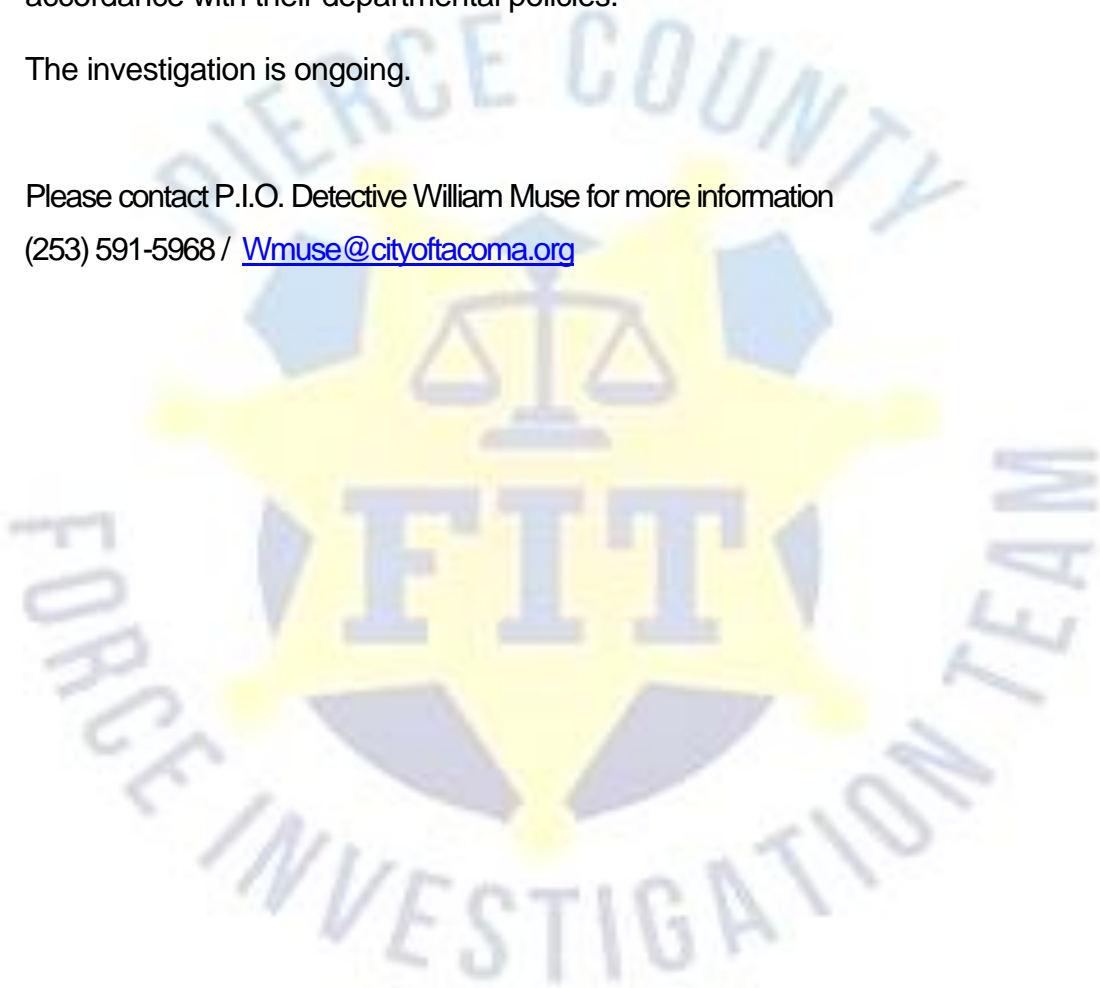 accordance with their departmental policies.
The investigation is ongoing.
Please contact P.I.O. Detective William Muse for more information
(253) 591-5968 / Wmuse@cityoftacoma.org
PIERCE COUNTY
FIT
FORCE INVESTIGATION TEAM